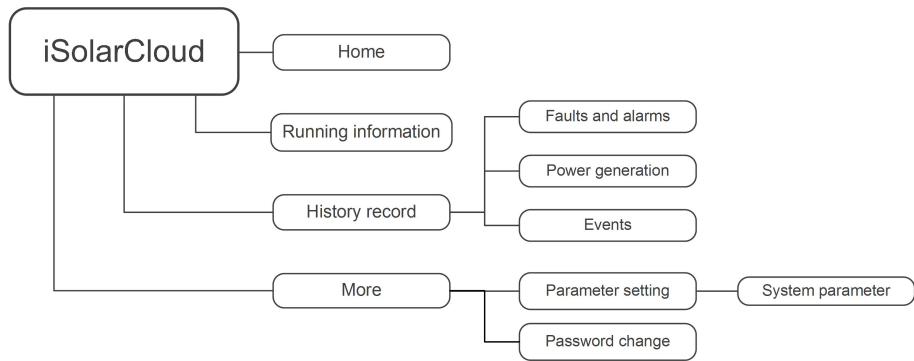 iSolarCloud
Home
Running information
History record
Faults and alarms
Power generation
Events
More
Parameter setting
System parameter
Password change